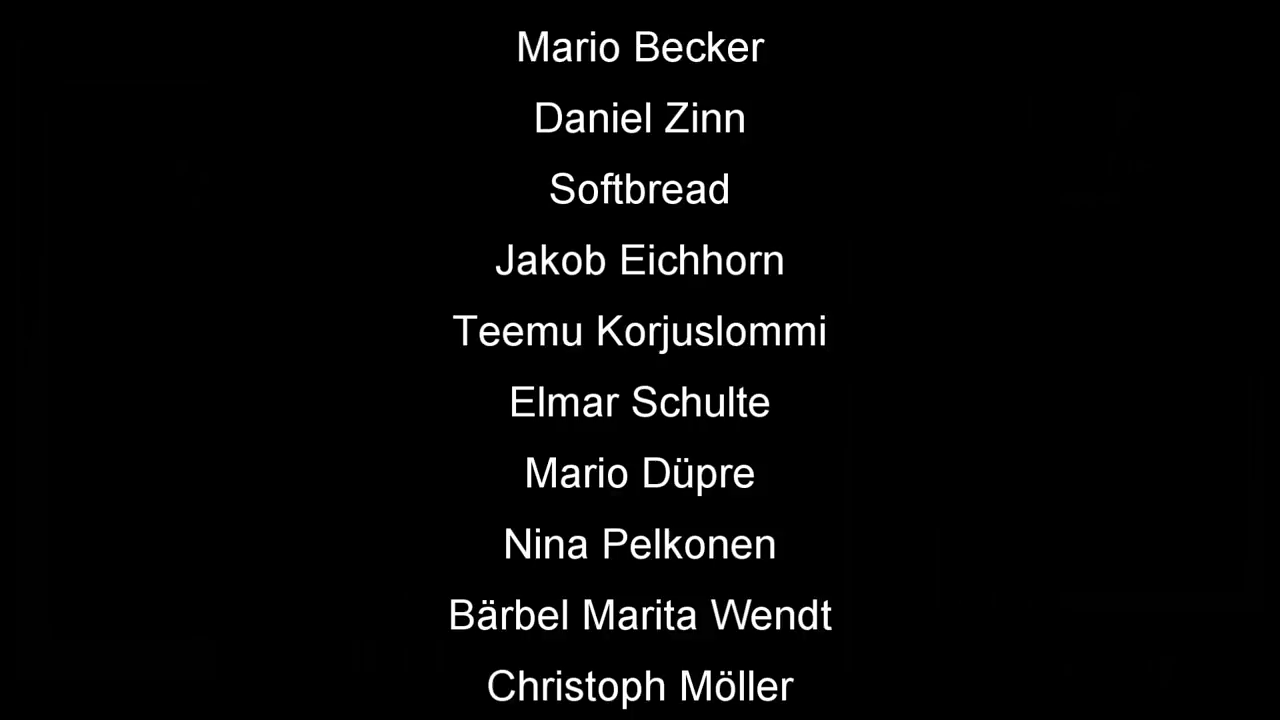 Mario Becker
Daniel Zinn
Softbread
Jakob Eichhorn
Teemu Korjuslommi
Elmar Schulte
Mario Düpre
Nina Pelkonen
Bärbel Marita Wendt
Christoph Möller